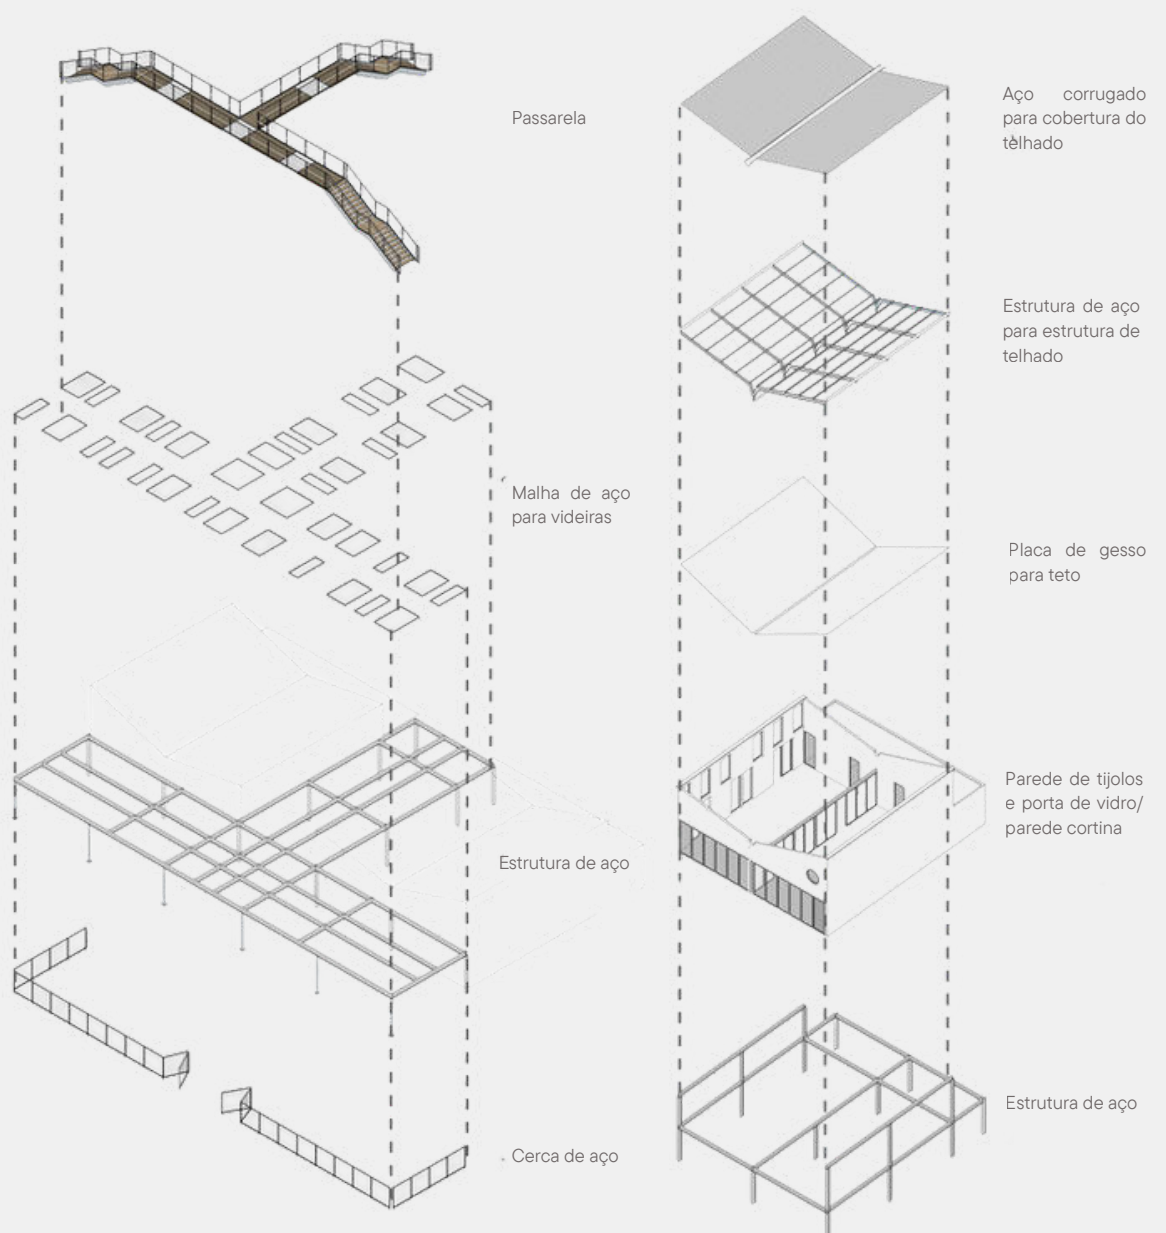 Passarela
Malha de aço
para videiras
Estrutura de aço
Cerca de aço
Aço corrugado
para cobertura do
telhado
Estrutura de aço
para estrutura de
telhado
Placa de gesso
para teto
Parede de tijolos
e porta de vidro/
parede cortina
Estrutura de aço